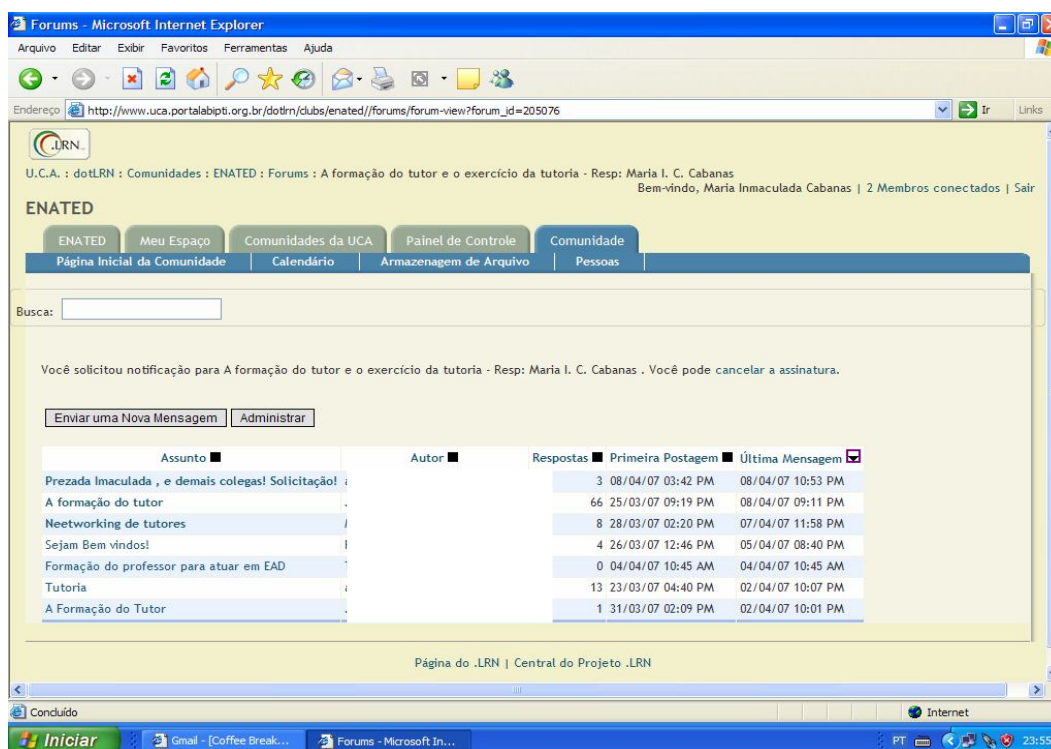 Forums - Microsoft Internet Explorer
Arquivo Editar Exibir Favoritos Ferramentas Ajuda
Endereço http://www.uca.portalabipti.org.br/dotlrn/clubs/enated//forums/forum-view?forum_id=205076 Ir Links
.LRN
U.C.A. : dotLRN : Comunidades : ENATED : Forums : A formação do tutor e o exercício da tutoria - Resp: Maria I. C. Cabanas
Bem-vindo, Maria Inmaculada Cabanas | 2 Membros conectados | Sair
ENATED
ENATED Meu Espaço Comunidades da UCA Painel de Controle Comunidade
Página Inicial da Comunidade Calendário Armazenagem de Arquivo Pessoas
Busca:
Você solicitou notificação para A formação do tutor e o exercício da tutoria - Resp: Maria I. C. Cabanas . Você pode cancelar a assinatura.
Enviar uma Nova Mensagem Administrar
Assunto Autor Respostas Primeira Postagem Última Mensagem
Prezada Imaculada , e demais colegas! Solicitação! 3 08/04/07 03:42 PM 08/04/07 10:53 PM
A formação do tutor 66 25/03/07 09:19 PM 08/04/07 09:11 PM
Neetworking de tutores 8 28/03/07 02:20 PM 07/04/07 11:58 PM
Sejam Bem vindos! 4 26/03/07 12:46 PM 05/04/07 08:40 PM
Formação do professor para atuar em EAD 0 04/04/07 10:45 AM 04/04/07 10:45 AM
Tutoria 13 23/03/07 04:40 PM 02/04/07 10:07 PM
A Formação do Tutor 1 31/03/07 02:09 PM 02/04/07 10:01 PM
Página do .LRN | Central do Projeto .LRN
Concluído Internet
Iniciar Gmail - [Coffee Break... Forums - Microsoft In... PT 23:55